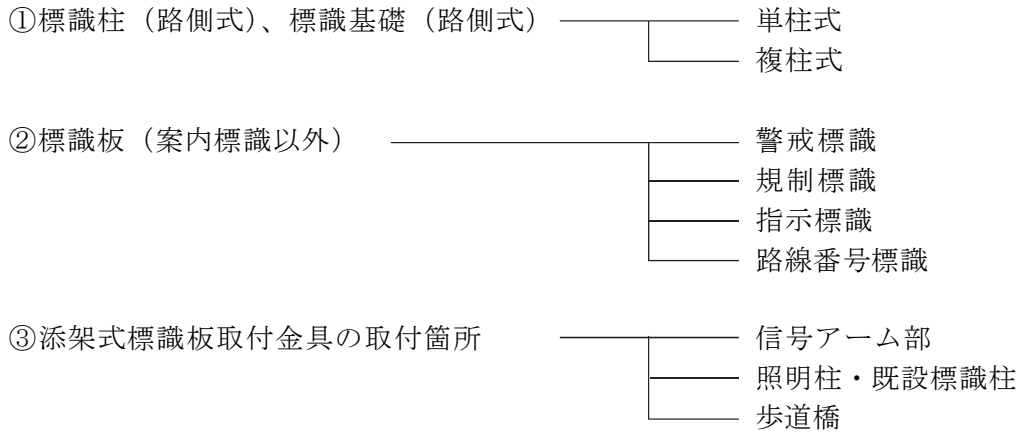 ①標識柱（路側式）、標識基礎（路側式） 単柱式
複柱式
②標識板（案内標識以外） 警戒標識
規制標識
指示標識
路線番号標識
③添架式標識板取付金具の取付箇所 信号アーム部
照明柱・既設標識柱
歩道橋